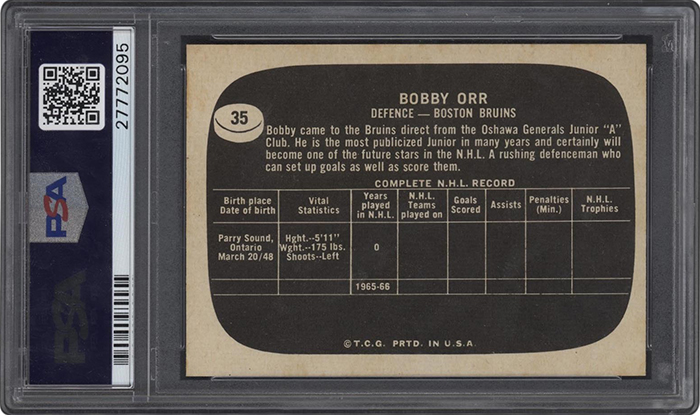 27772095
PSA
PSA
35
BOBBY ORR
DEFENCE — BOSTON BRUINS
Bobby came to the Bruins direct from the Oshawa Generals Junior "A"
Club. He is the most publicized Junior in many years and certainly will
become one of the future stars in the N.H.L. A rushing defenceman who
can set up goals as well as score them.
COMPLETE N.H.L. RECORD
Birth place
Date of birth
Vital
Statistics
Years
played
in N.H.L.
N.H.L.
Teams
played on
Goals
Scored
Assists
Penalties
(Min.)
N.H.L.
Trophies
Parry Sound,
Ontario
March 20/48
Hght.--5'11"
Wght.--175 lbs.
Shoots--Left
0
1965-66
©T.C.G. PRTD. IN U.S.A.